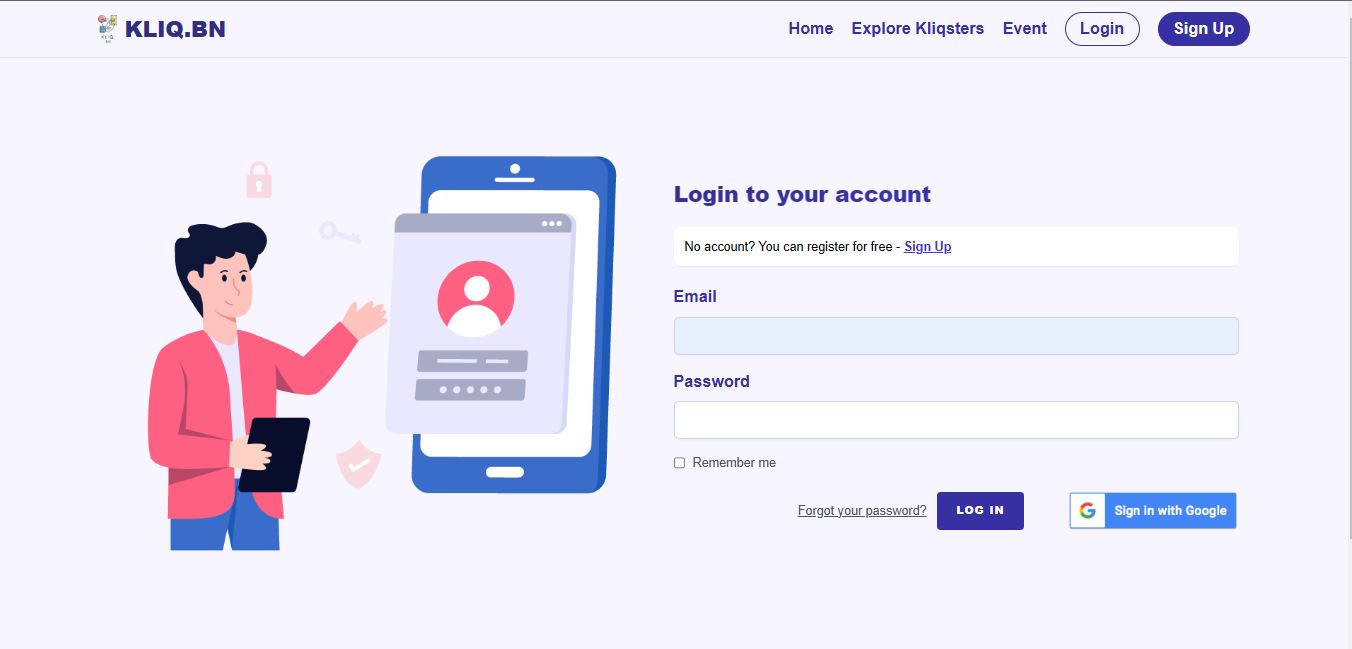 KLIQ.BN
Home Explore Kliqsters Event Login Sign Up
Login to your account
No account? You can register for free - Sign Up
Email
Password
Remember me
Forgot your password? LOG IN Sign in with Google